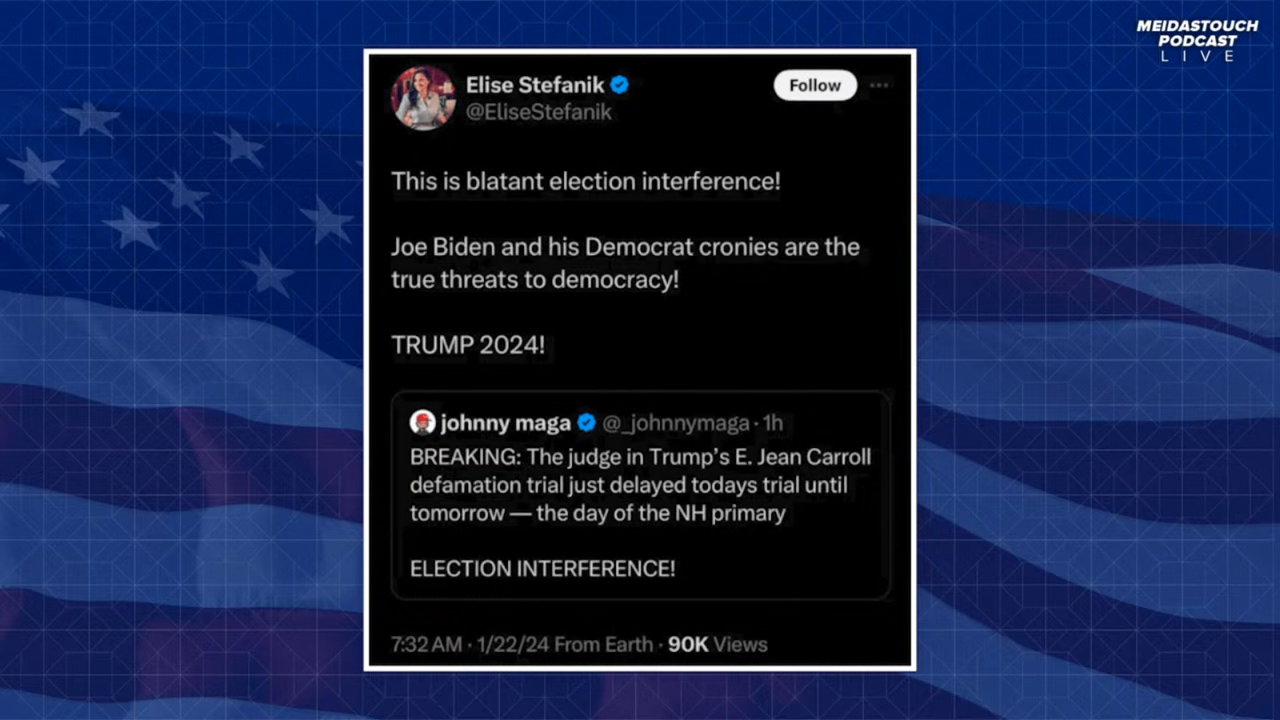 MEIDASTOUCH
PODCAST
LIVE
Elise Stefanik
Follow
@EliseStefanik
This is blatant election interference!
Joe Biden and his Democrat cronies are the
true threats to democracy!
TRUMP 2024!
johnny maga @_johnnymaga · 1h
BREAKING: The judge in Trump's E. Jean Carroll
defamation trial just delayed todays trial until
tomorrow — the day of the NH primary
ELECTION INTERFERENCE!
7:32 AM · 1/22/24 From Earth · 90K Views